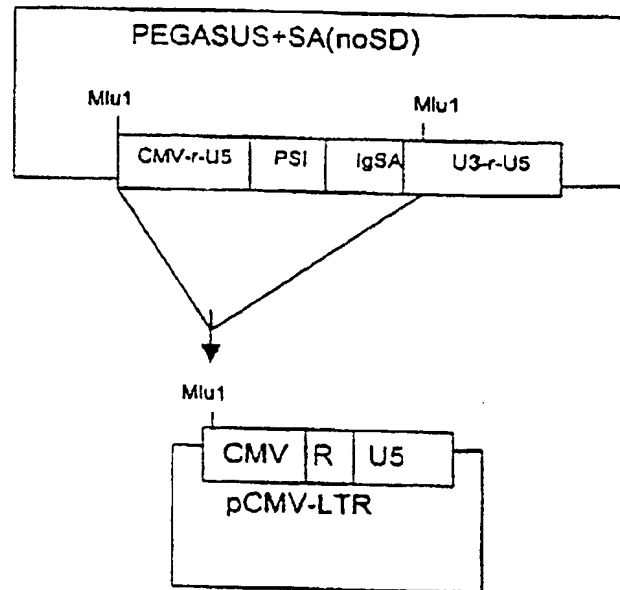 PEGASUS+SA(noSD)
Mlu1 Mlu1
CMV-r-U5 PSI IgSA U3-r-U5
Mlu1
CMV R U5
pCMV-LTR